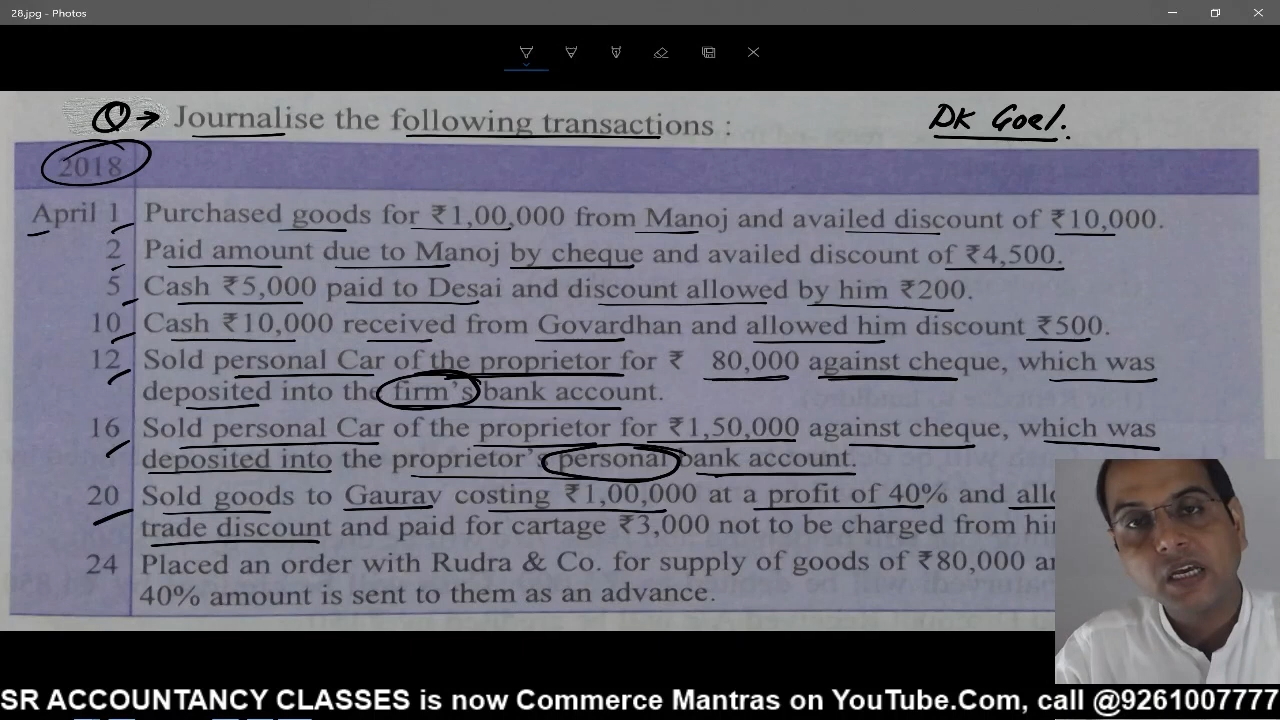 28.jpg - Photos
Q → Journalise the following transactions : DK Goel.
2018
April 1 Purchased goods for ₹1,00,000 from Manoj and availed discount of ₹10,000.
2 Paid amount due to Manoj by cheque and availed discount of ₹4,500.
5 Cash ₹5,000 paid to Desai and discount allowed by him ₹200.
10 Cash ₹10,000 received from Govardhan and allowed him discount ₹500.
12 Sold personal Car of the proprietor for ₹ 80,000 against cheque, which was
deposited into the firm's bank account.
16 Sold personal Car of the proprietor for ₹1,50,000 against cheque, which was
deposited into the proprietor's personal bank account.
20 Sold goods to Gaurav costing ₹1,00,000 at a profit of 40% and
trade discount and paid for cartage ₹3,000 not to be charged from
24 Placed an order with Rudra & Co. for supply of goods of ₹80,000
40% amount is sent to them as an advance.
SR ACCOUNTANCY CLASSES is now Commerce Mantras on YouTube.Com, call @9261007777